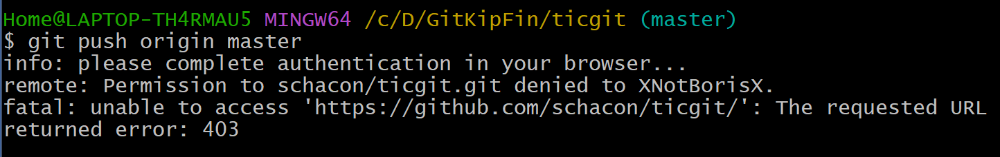 Home@LAPTOP-TH4RMAU5 MINGW64 /c/D/GitKipFin/ticgit (master)
$ git push origin master
info: please complete authentication in your browser...
remote: Permission to schacon/ticgit.git denied to XNotBorisX.
fatal: unable to access 'https://github.com/schacon/ticgit/': The requested URL
returned error: 403